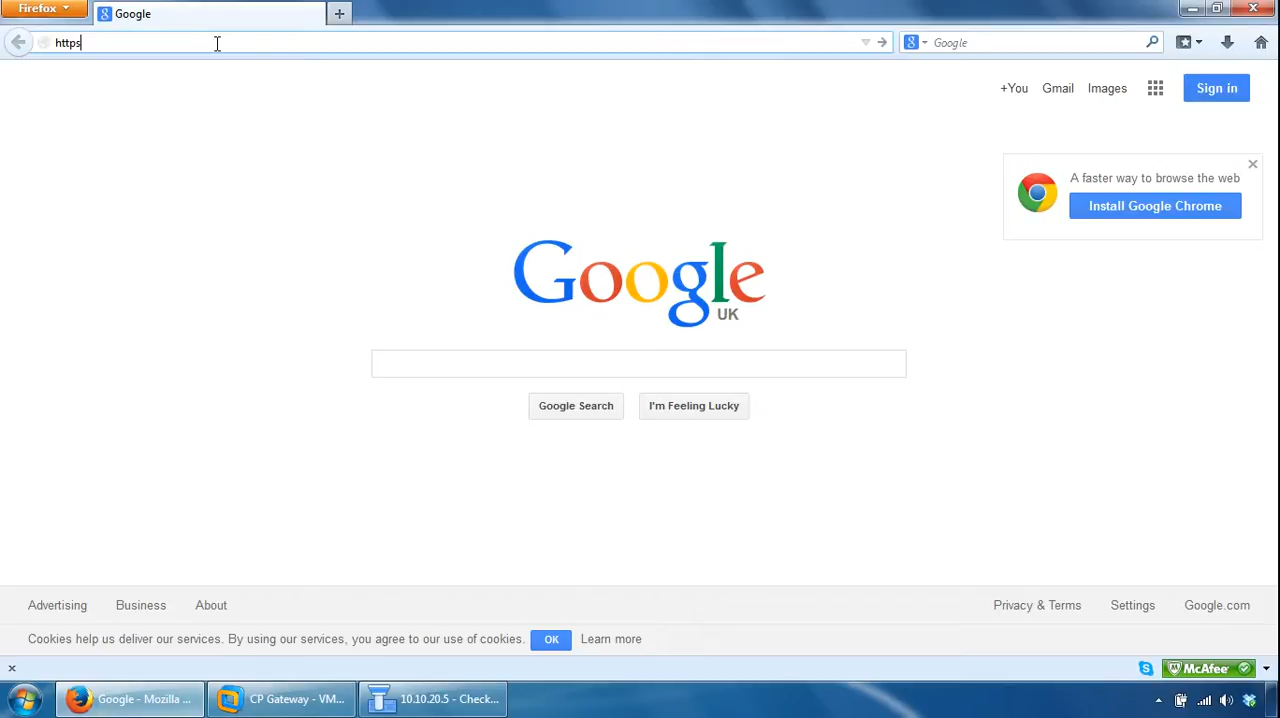 Firefox
Google
https
Google
+You Gmail Images Sign in
A faster way to browse the web
Install Google Chrome
Google
UK
Google Search I'm Feeling Lucky
Advertising Business About Privacy & Terms Settings Google.com
Cookies help us deliver our services. By using our services, you agree to our use of cookies. OK Learn more
McAfee
Google - Mozilla ... CP Gateway - VM... 10.10.20.5 - Check...